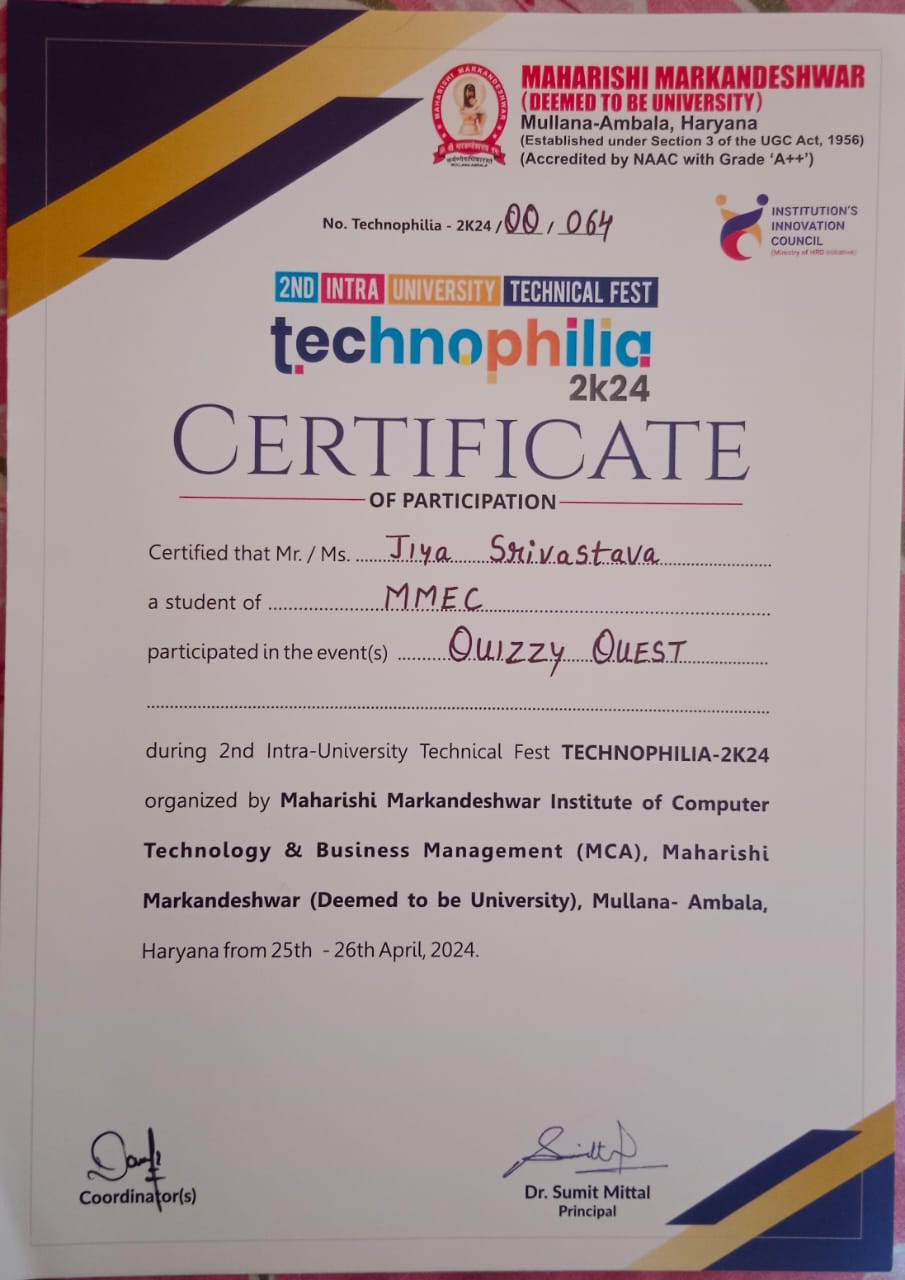 MAHARISHI MARKANDESHWAR
(DEEMED TO BE UNIVERSITY)
Mullana-Ambala, Haryana
(Established under Section 3 of the UGC Act, 1956)
(Accredited by NAAC with Grade ‘A++’)
MAHARISHI MARKANDESHWAR
MULLANA-AMBALA
No. Technophilia - 2K24 / QQ / 064
INSTITUTION'S
INNOVATION
COUNCIL
(Ministry of HRD Initiative)
2ND INTRA UNIVERSITY TECHNICAL FEST
technophilia
2k24
CERTIFICATE
OF PARTICIPATION
Certified that Mr. / Ms. Jiya Srivastava
a student of MMEC
participated in the event(s) QUIZZY QUEST
during 2nd Intra-University Technical Fest TECHNOPHILIA-2K24
organized by Maharishi Markandeshwar Institute of Computer
Technology & Business Management (MCA), Maharishi
Markandeshwar (Deemed to be University), Mullana- Ambala,
Haryana from 25th - 26th April, 2024.
Coordinator(s)
Dr. Sumit Mittal
Principal